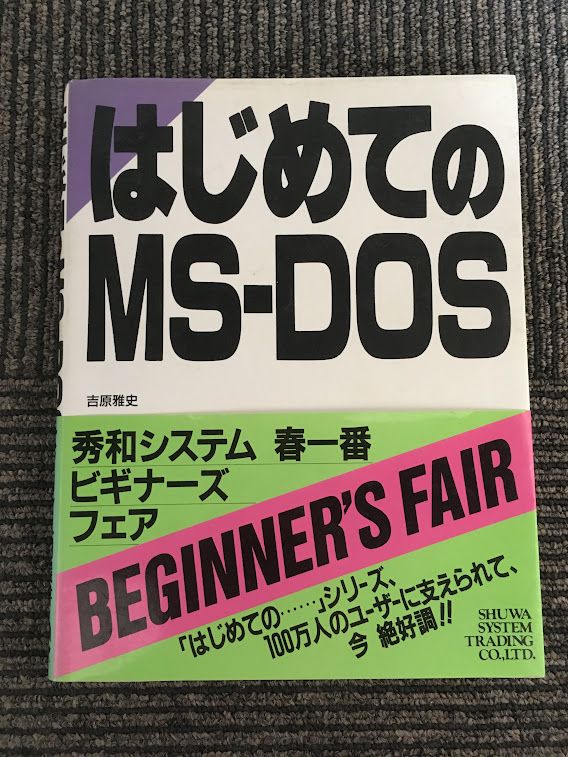 はじめての
MS-DOS
吉原雅史
秀和システム 春一番
ビギナーズ
フェア
BEGINNER'S FAIR
「はじめての……」シリーズ、
100万人のユーザーに支えられて、
今 絶好調!!
SHUWA
SYSTEM
TRADING
CO.,LTD.